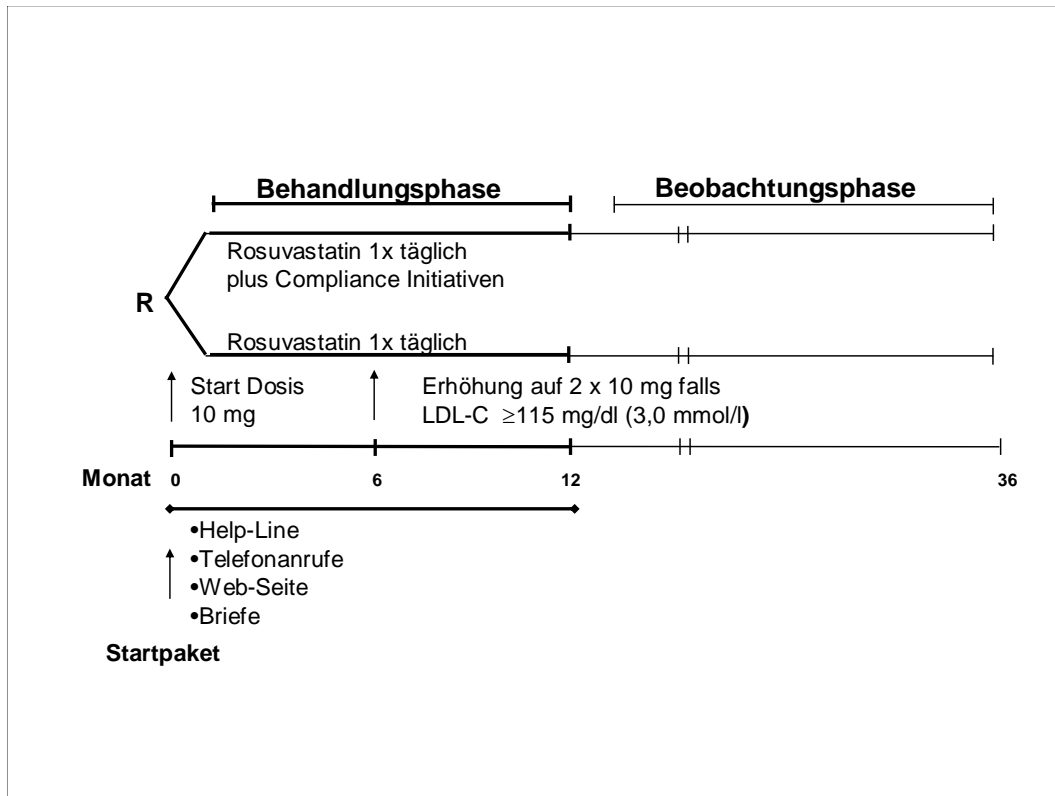 Behandlungsphase
Beobachtungsphase
Rosuvastatin 1x täglich
plus Compliance Initiativen
R
Rosuvastatin 1x täglich
Start Dosis
10 mg
Erhöhung auf 2 x 10 mg falls
LDL-C ≥115 mg/dl (3,0 mmol/l)
Monat 0 6 12 36
•Help-Line
•Telefonanrufe
•Web-Seite
•Briefe
Startpaket